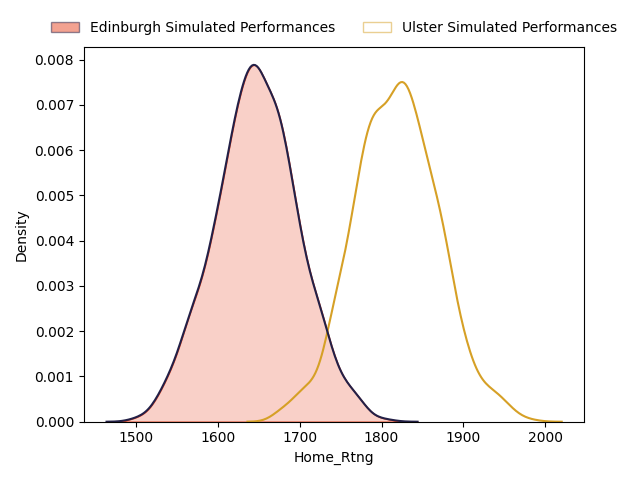 Edinburgh Simulated Performances Ulster Simulated Performances
0.008
0.007
0.006
0.005
0.004
0.003
0.002
0.001
0.000
Density
1500 1600 1700 1800 1900 2000
Home_Rtng